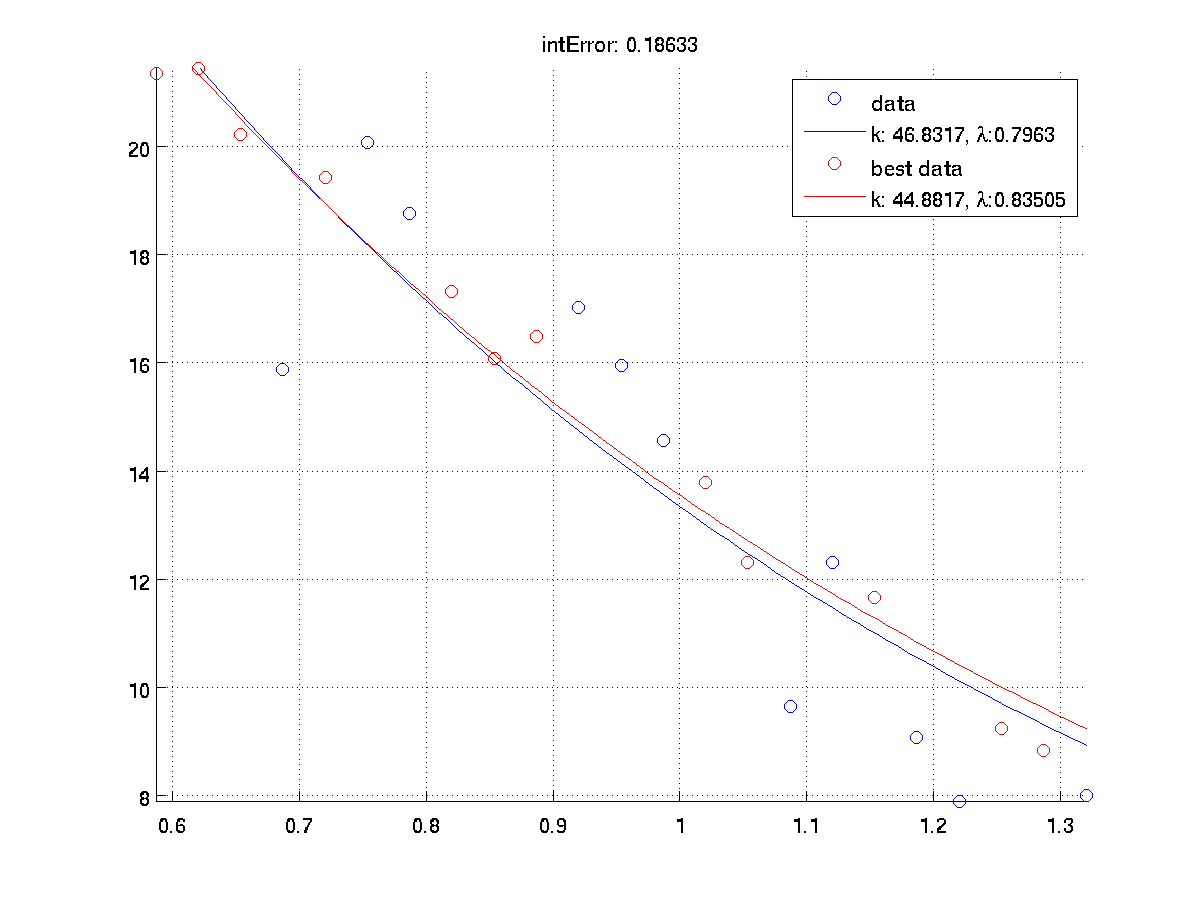 intError: 0.18633
data
k: 46.8317, λ:0.7963
best data
k: 44.8817, λ:0.83505
20
18
16
14
12
10
8
0.6 0.7 0.8 0.9 1 1.1 1.2 1.3